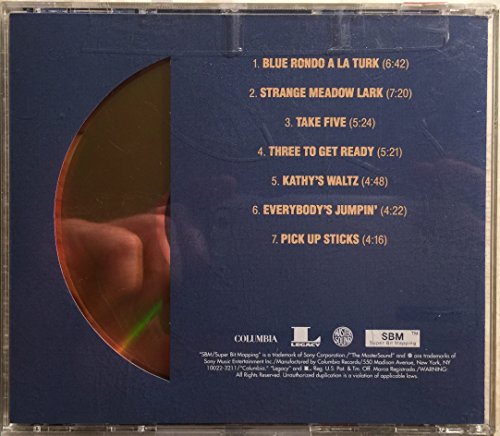 1. BLUE RONDO A LA TURK (6:42)
2. STRANGE MEADOW LARK (7:20)
3. TAKE FIVE (5:24)
4. THREE TO GET READY (5:21)
5. KATHY'S WALTZ (4:48)
6. EVERYBODY'S JUMPIN' (4:22)
7. PICK UP STICKS (4:16)
COLUMBIA
L
LEGACY
MASTER
SOUND
SBM™
Super Bit Mapping
"SBM/Super Bit Mapping" is a trademark of Sony Corporation./"The MasterSound" and are trademarks of
Sony Music Entertainment Inc./Manufactured by Columbia Records/550 Madison Avenue, New York, NY
10022-3211/"Columbia," "Legacy" and L, Reg. U.S. Pat. & Tm. Off. Marca Registrada./WARNING:
All Rights Reserved. Unauthorized duplication is a violation of applicable laws.